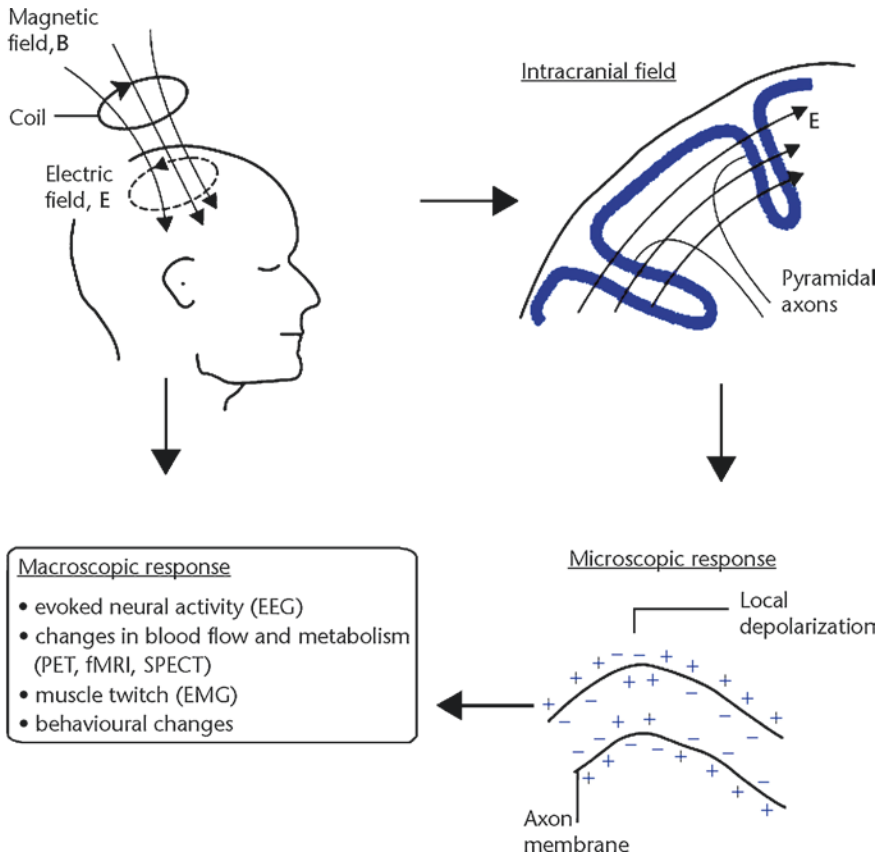 Magnetic
field, B
Coil
Electric
field, E
Intracranial field
E
Pyramidal
axons
Macroscopic response
• evoked neural activity (EEG)
• changes in blood flow and metabolism
(PET, fMRI, SPECT)
• muscle twitch (EMG)
• behavioural changes
Microscopic response
Local
depolarization
Axon
membrane